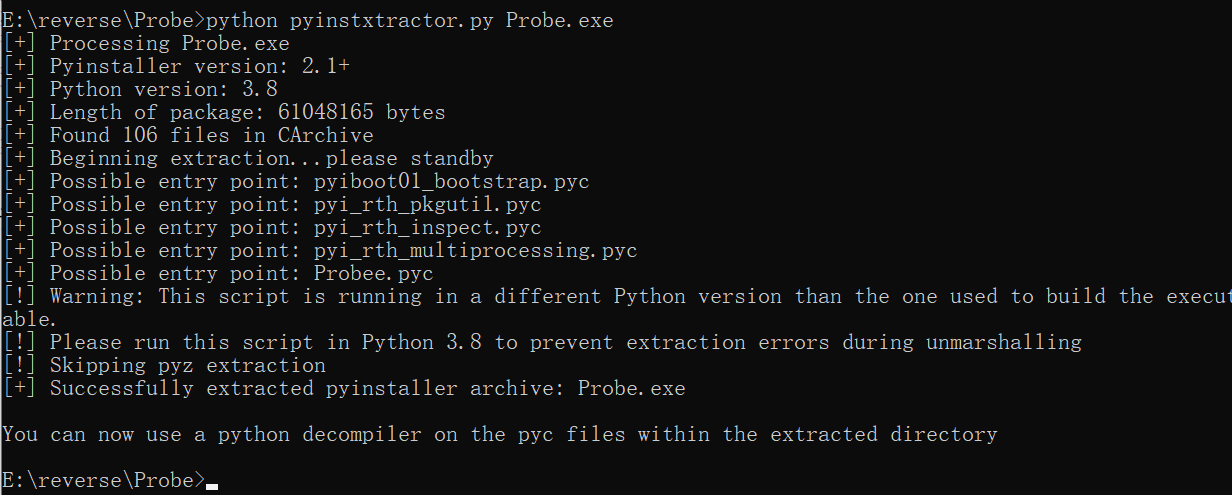 E:\reverse\Probe>python pyinstxtractor.py Probe.exe
[+] Processing Probe.exe
[+] Pyinstaller version: 2.1+
[+] Python version: 3.8
[+] Length of package: 61048165 bytes
[+] Found 106 files in CArchive
[+] Beginning extraction...please standby
[+] Possible entry point: pyiboot01_bootstrap.pyc
[+] Possible entry point: pyi_rth_pkgutil.pyc
[+] Possible entry point: pyi_rth_inspect.pyc
[+] Possible entry point: pyi_rth_multiprocessing.pyc
[+] Possible entry point: Probee.pyc
[!] Warning: This script is running in a different Python version than the one used to build the execut
able.
[!] Please run this script in Python 3.8 to prevent extraction errors during unmarshalling
[!] Skipping pyz extraction
[+] Successfully extracted pyinstaller archive: Probe.exe
You can now use a python decompiler on the pyc files within the extracted directory
E:\reverse\Probe>